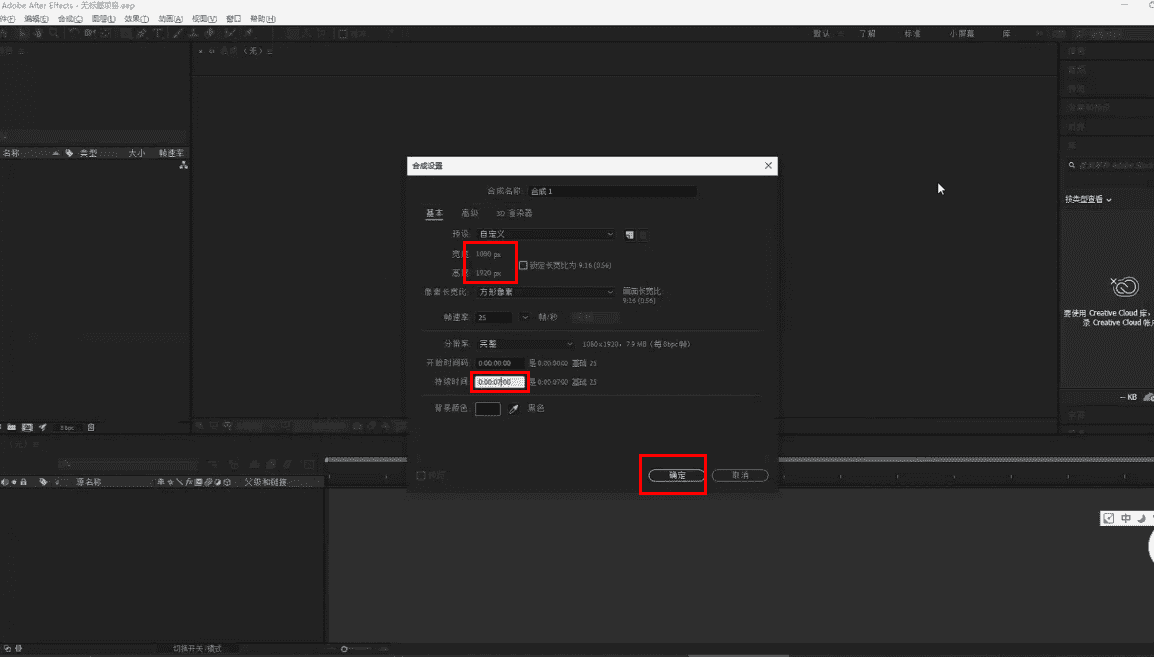 Adobe After Effects - 无标题项目.aep
件(F) 编辑(E) 合成(C) 图层(L) 效果(T) 动画(A) 视图(V) 窗口 帮助(H)
默认 了解 标准 小屏幕 库
(无)
名称 类型 大小 帧速率
合成设置
合成名称: 合成 1
基本 高级 3D 渲染器
预设: 自定义
宽度: 1080 px
锁定长宽比为 9:16 (0.56)
高度: 1920 px
像素长宽比: 方形像素 画面长宽比:
9:16 (0.56)
帧速率: 25 帧/秒
分辨率: 完整 1080x1920, 7.9 MB (每 8bpc 帧)
开始时间码: 0:00:00:00 是 0:00:00:00 基础 25
持续时间: 0:00:07:00 是 0:00:07:00 基础 25
背景颜色: 黑色
确定 取消
按类型查看
要使用 Creative Cloud 库,
录 Creative Cloud 帐户
-- KB
8 bpc
源名称 父级和链接
中
切换开关/模式